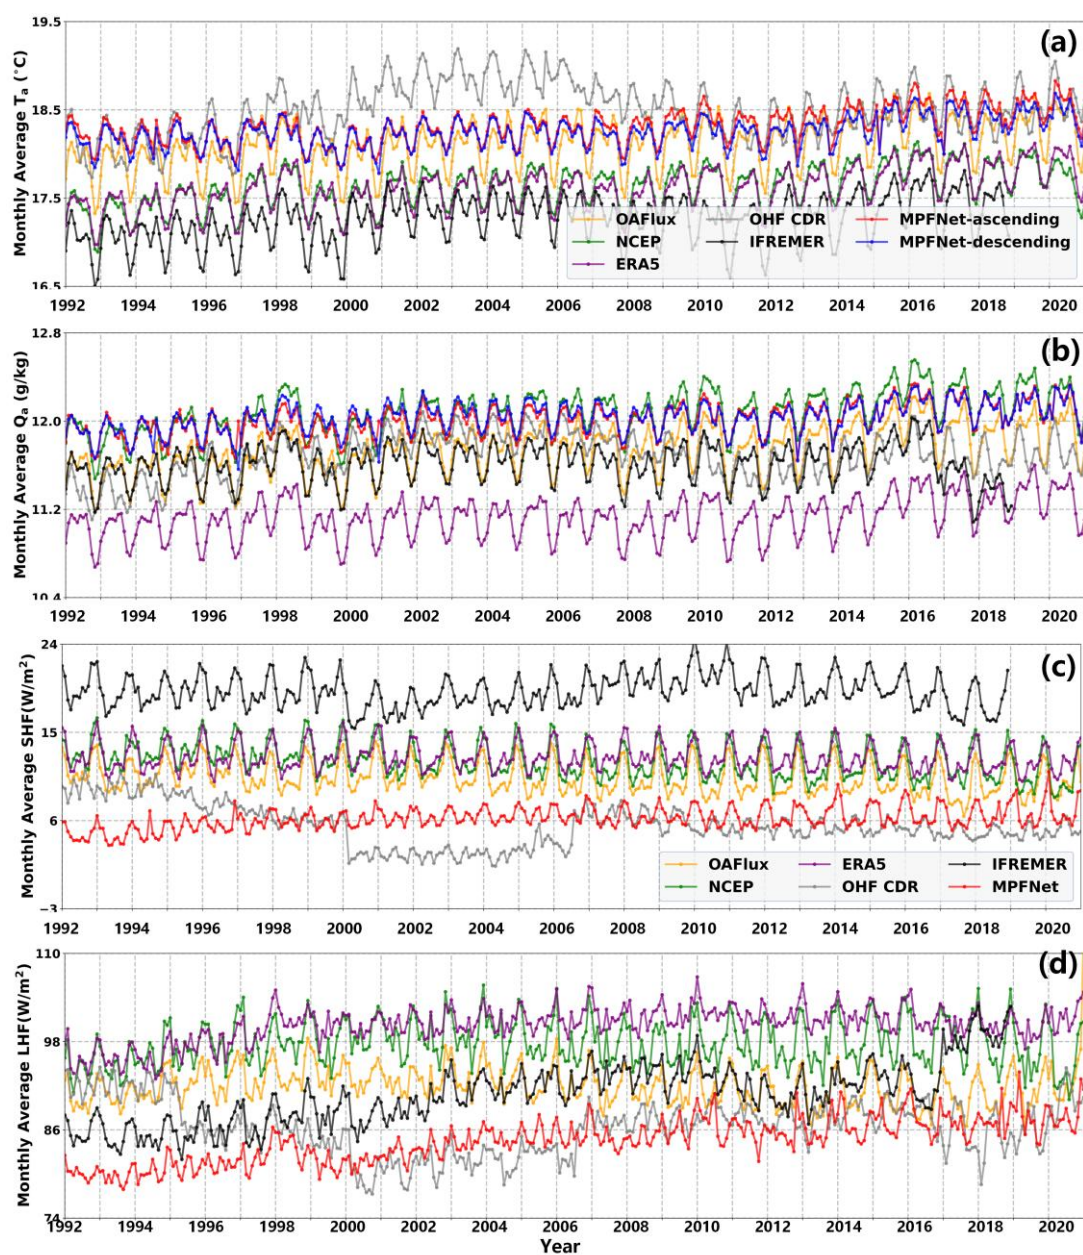 (a)
Monthly Average Tₐ (°C)
19.5
18.5
17.5
16.5
OAFlux
NCEP
ERA5
OHF CDR
IFREMER
MPFNet-ascending
MPFNet-descending
1992 1994 1996 1998 2000 2002 2004 2006 2008 2010 2012 2014 2016 2018 2020
(b)
Monthly Average Qₐ (g/kg)
12.8
12.0
11.2
10.4
1992 1994 1996 1998 2000 2002 2004 2006 2008 2010 2012 2014 2016 2018 2020
(c)
Monthly Average SHF(W/m²)
24
15
6
−3
OAFlux
NCEP
ERA5
OHF CDR
IFREMER
MPFNet
1992 1994 1996 1998 2000 2002 2004 2006 2008 2010 2012 2014 2016 2018 2020
(d)
Monthly Average LHF(W/m²)
110
98
86
74
1992 1994 1996 1998 2000 2002 2004 2006 2008 2010 2012 2014 2016 2018 2020
Year